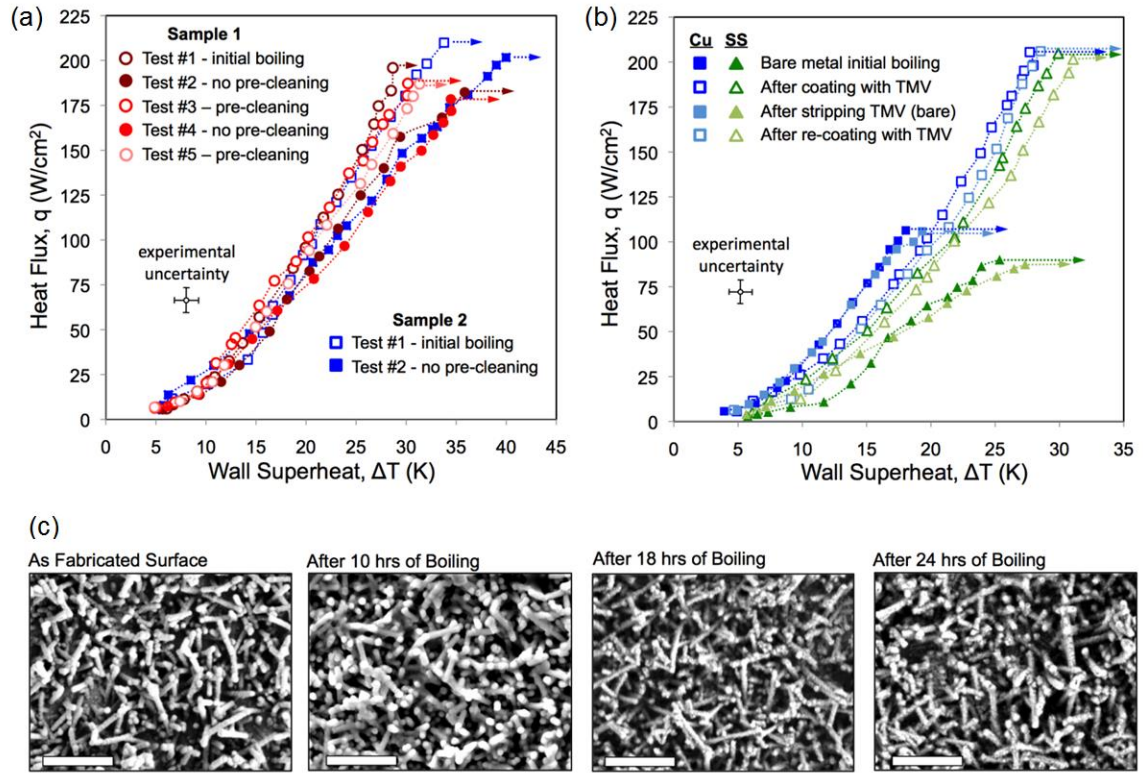 (a)
225
200
175
150
125
100
75
50
25
0
Heat Flux, q (W/cm²)
0 5 10 15 20 25 30 35 40 45
Wall Superheat, ΔT (K)
Sample 1
Test #1 - initial boiling
Test #2 - no pre-cleaning
Test #3 – pre-cleaning
Test #4 - no pre-cleaning
Test #5 – pre-cleaning
experimental
uncertainty
Sample 2
Test #1 - initial boiling
Test #2 - no pre-cleaning
(b)
225
200
175
150
125
100
75
50
25
0
Heat Flux, q (W/cm²)
0 5 10 15 20 25 30 35
Wall Superheat, ΔT (K)
Cu SS
Bare metal initial boiling
After coating with TMV
After stripping TMV (bare)
After re-coating with TMV
experimental
uncertainty
(c)
As Fabricated Surface
After 10 hrs of Boiling
After 18 hrs of Boiling
After 24 hrs of Boiling